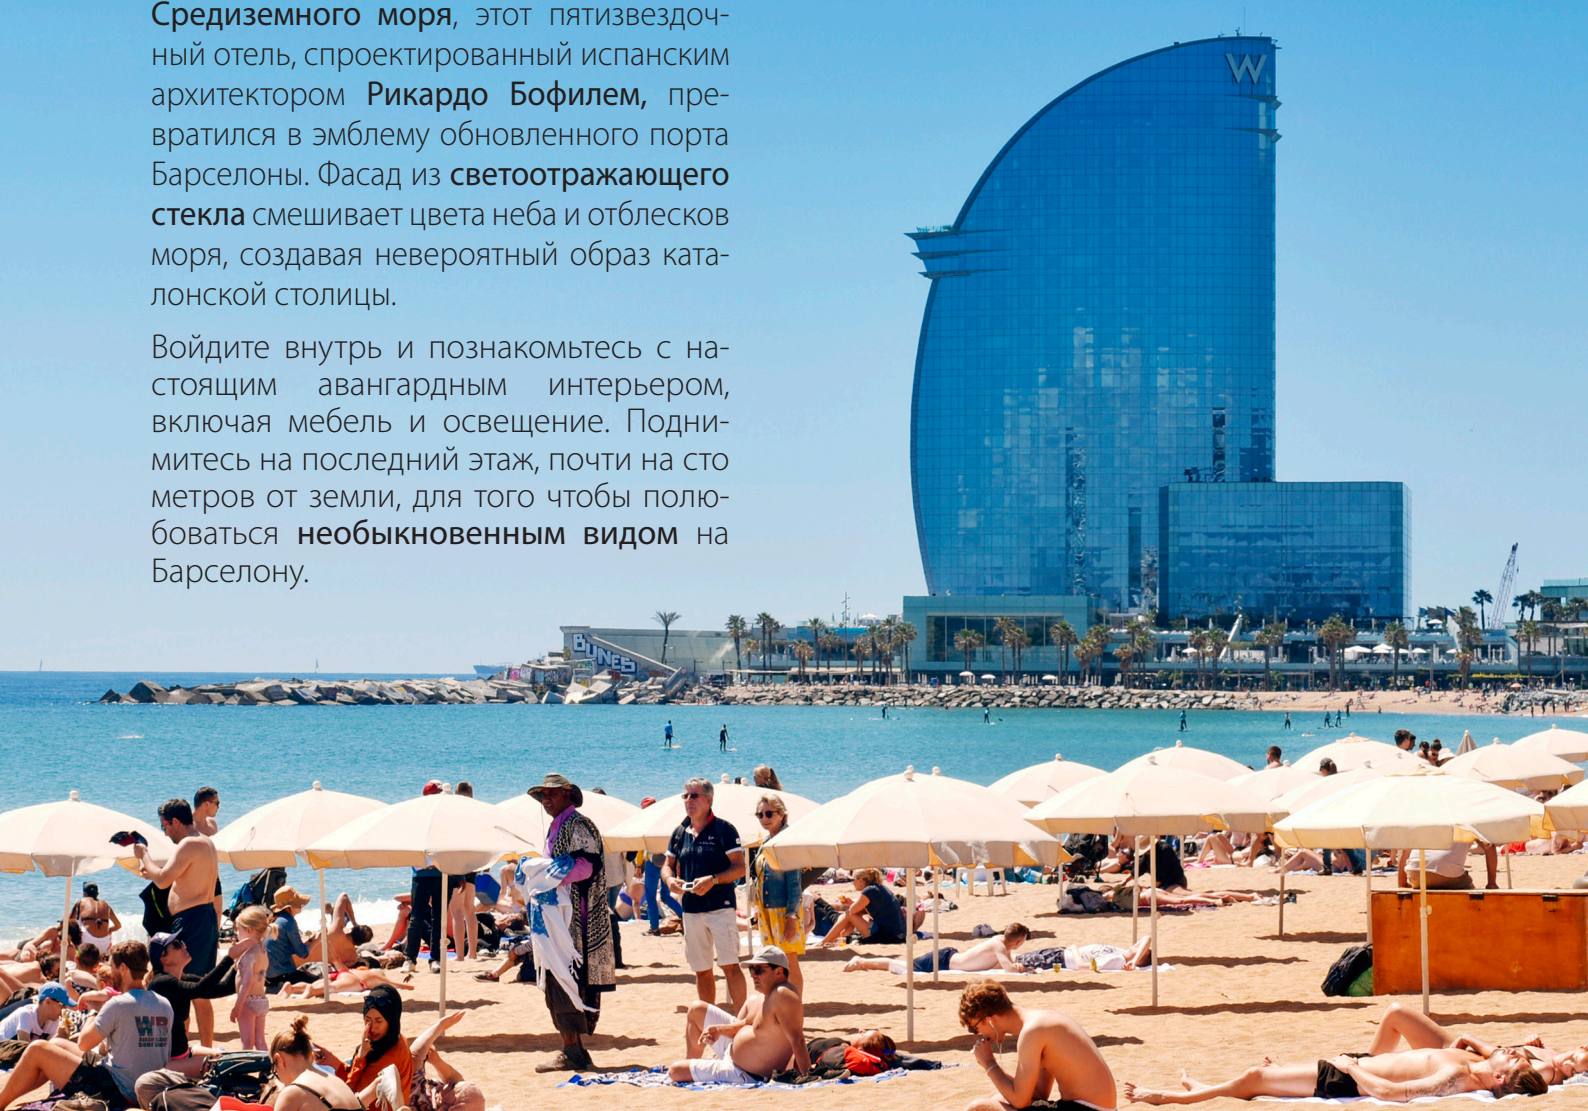 Средиземного моря, этот пятизвездоч-
ный отель, спроектированный испанским
архитектором Рикардо Бофилем, пре-
вратился в эмблему обновленного порта
Барселоны. Фасад из светоотражающего
стекла смешивает цвета неба и отблесков
моря, создавая невероятный образ ката-
лонской столицы.
Войдите внутрь и познакомьтесь с на-
стоящим авангардным интерьером,
включая мебель и освещение. Подни-
митесь на последний этаж, почти на сто
метров от земли, для того чтобы полю-
боваться необыкновенным видом на
Барселону.
W
BUNES
WB